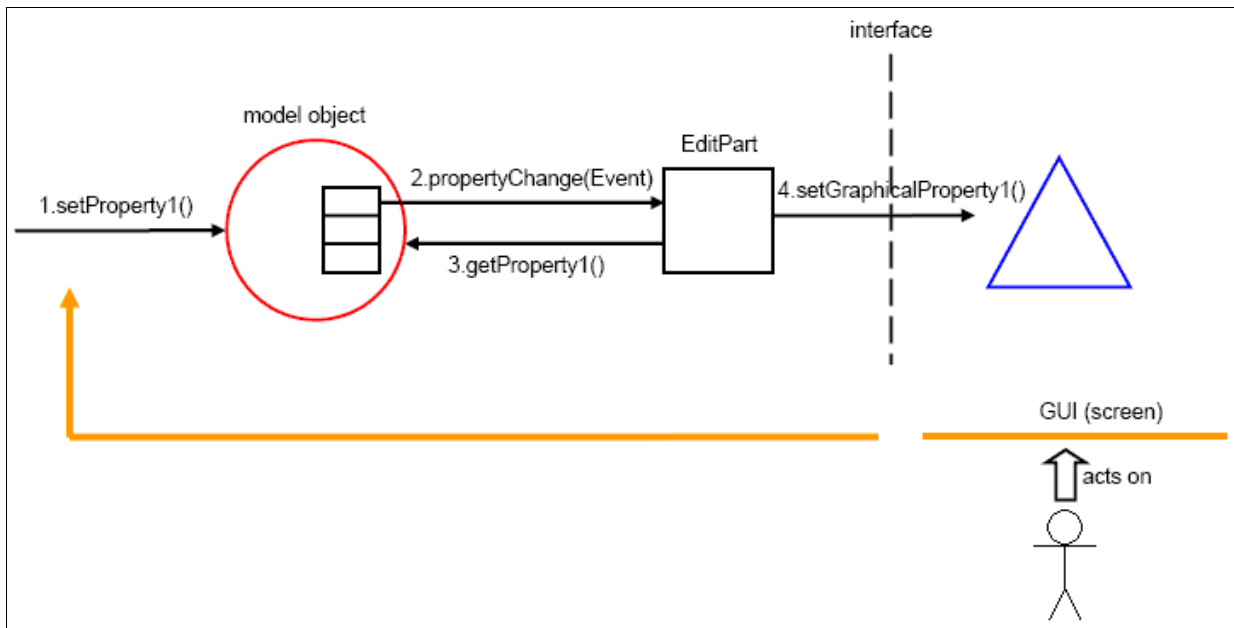 interface
model object
EditPart
2.propertyChange(Event)
4.setGraphicalProperty1()
1.setProperty1()
3.getProperty1()
GUI (screen)
acts on